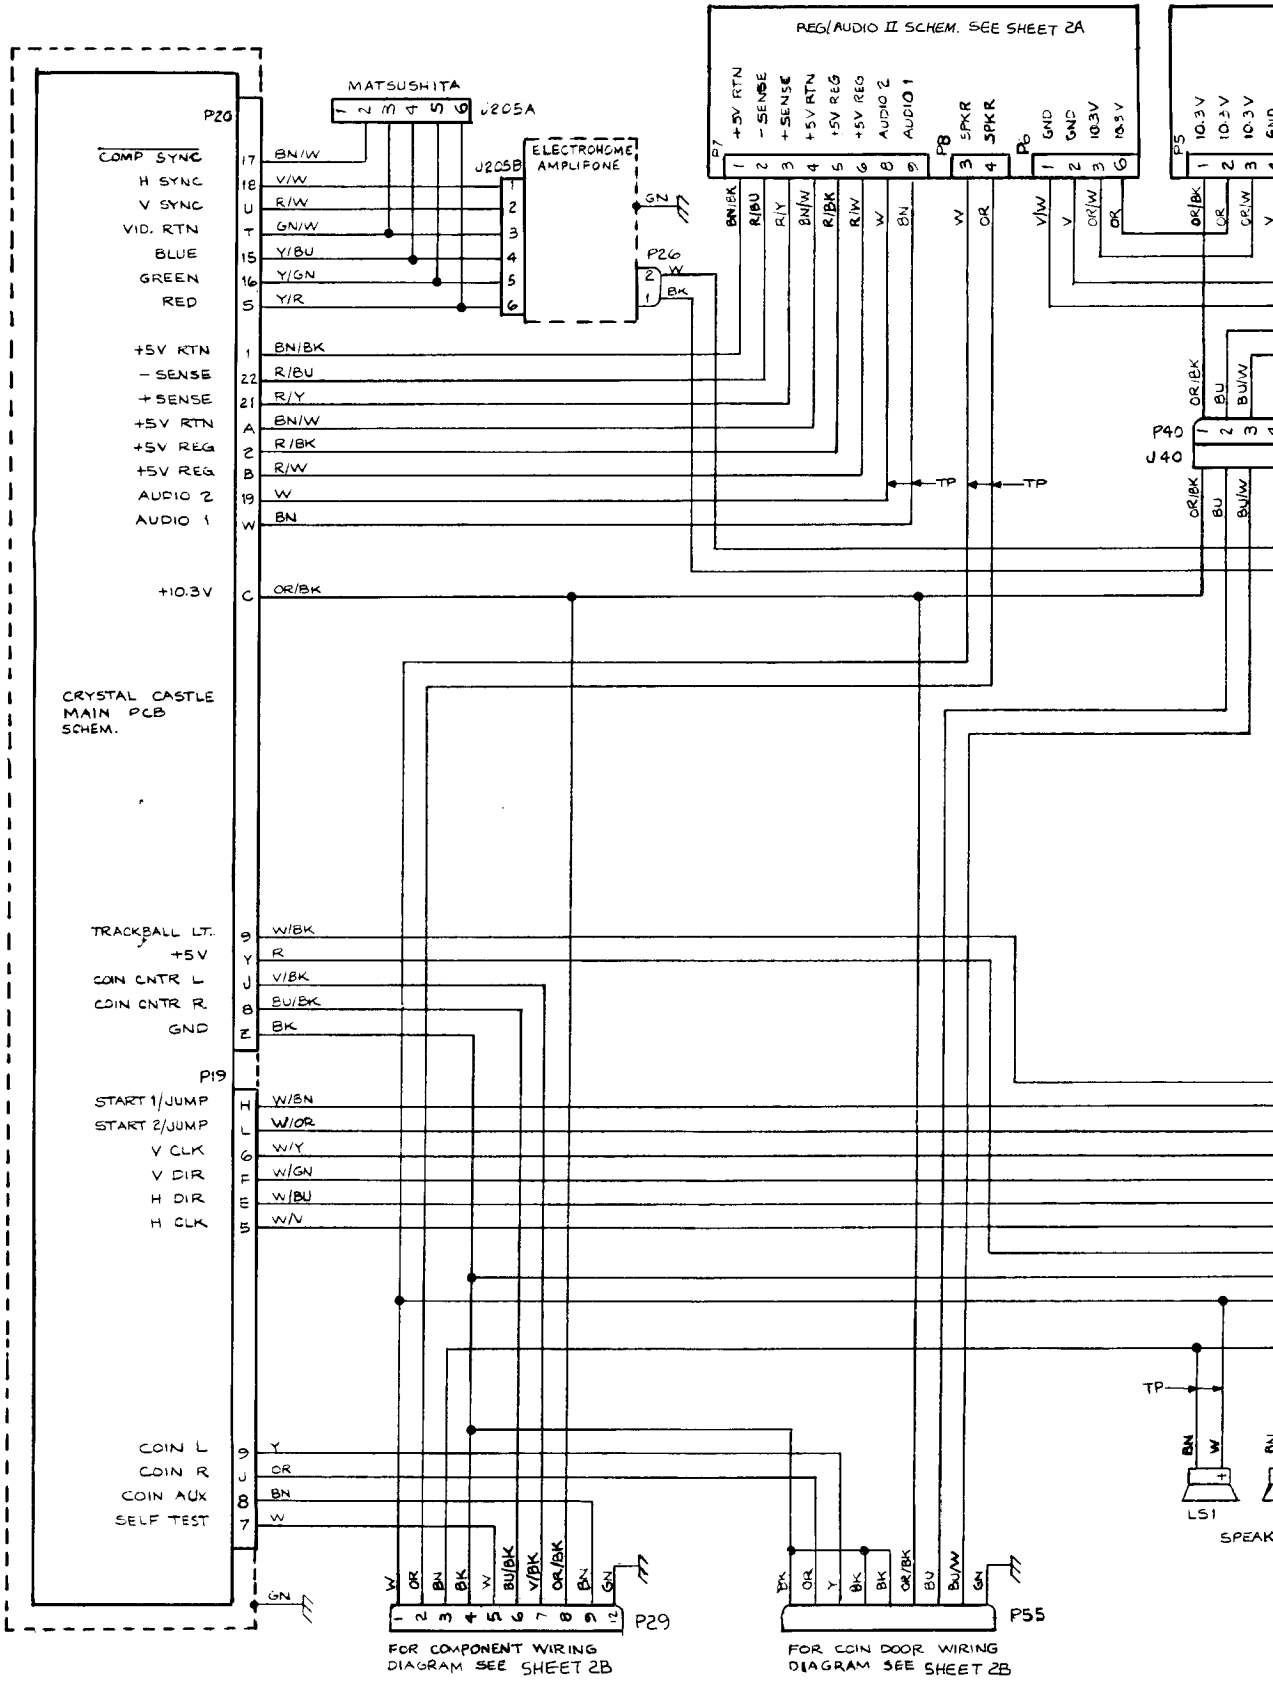 REG/AUDIO II SCHEM. SEE SHEET 2A
P7
+5V RTN
-SENSE
+SENSE
+5V RTN
+5V REG
+5V REG
AUDIO 2
AUDIO 1
1 2 3 4 5 6 8 9
P8
SPKR
SPKR
3 4
P6
GND
GND
10.3V
10.3V
1 2 3 6
P5
10.3V
10.3V
10.3V
GND
1 2 3
BN/BK R/BU R/Y BN/W R/BK R/W W BN
W OR
V/W V OR/W OR
OR/BK OR OR/W V
MATSUSHITA
1 2 3 4 5 6
J205A
ELECTROHOME
AMPLIFONE
J205B
1
2
3
4
5
6
GN
P26
2 W
1 BK
P20
COMP SYNC 17 BN/W
H SYNC 18 V/W
V SYNC U R/W
VID. RTN T GN/W
BLUE 15 Y/BU
GREEN 16 Y/GN
RED 5 Y/R
+5V RTN 1 BN/BK
-SENSE 22 R/BU
+SENSE 21 R/Y
+5V RTN A BN/W
+5V REG 2 R/BK
+5V REG B R/W
AUDIO 2 19 W
AUDIO 1 W BN
TP
TP
OR/BK BU BU/W
P40
1 2 3 4
J40
OR/BK BU BU/W
+10.3V C OR/BK
CRYSTAL CASTLE
MAIN PCB
SCHEM.
TRACKBALL LT. 9 W/BK
+5V Y R
COIN CNTR L J V/BK
COIN CNTR R 8 BU/BK
GND Z BK
P19
START 1/JUMP H W/BN
START 2/JUMP L W/OR
V CLK 6 W/Y
V DIR F W/GN
H DIR E W/BU
H CLK 5 W/V
TP
BN W
BN
+
LS1
SPEAK
COIN L 9 Y
COIN R J OR
COIN AUX 8 BN
SELF TEST 7 W
GN
W OR BN BK W BU/BK V/BK OR/BK BN GN
1 2 3 4 5 6 7 8 9 12
P29
FOR COMPONENT WIRING
DIAGRAM SEE SHEET 2B
BK OR Y BK BK OR/BK BU BU/W GN
P55
FOR COIN DOOR WIRING
DIAGRAM SEE SHEET 2B